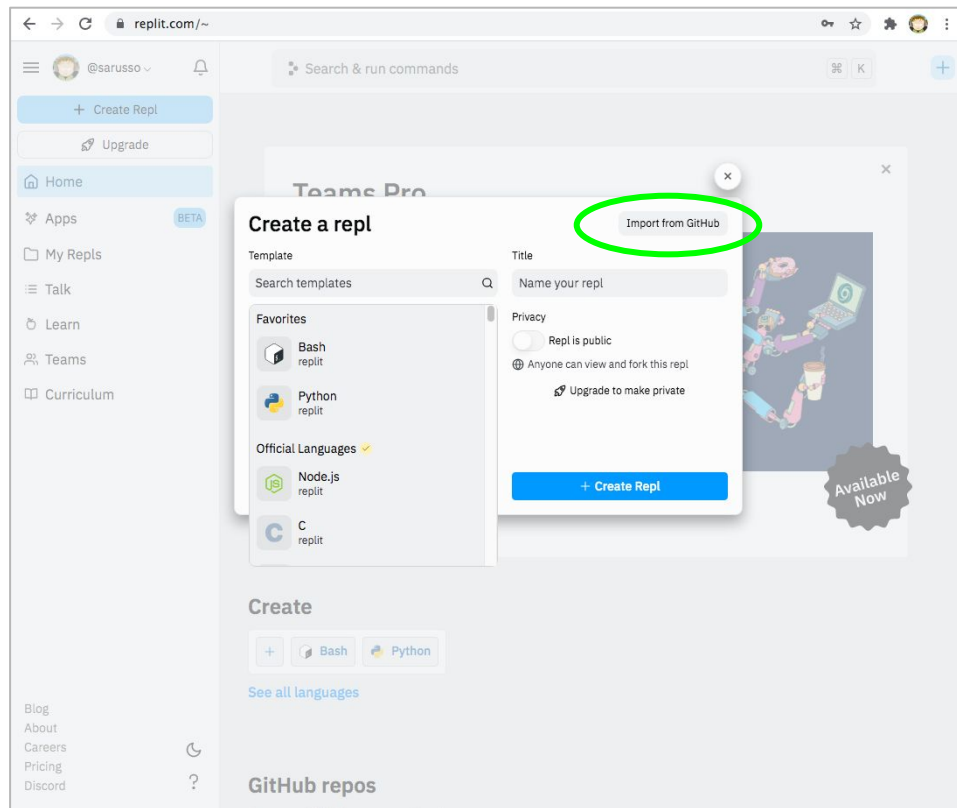 replit.com/~
@sarusso
Search & run commands
⌘ K
+
+ Create Repl
Upgrade
Home
Apps BETA
My Repls
Talk
Learn
Teams
Curriculum
Teams Pro
Create a repl
Import from GitHub
Template
Title
Search templates
Name your repl
Favorites
Bash
replit
Python
replit
Official Languages
Node.js
replit
C
replit
Privacy
Repl is public
Anyone can view and fork this repl
Upgrade to make private
+ Create Repl
Available
Now
Create
+ Bash Python
See all languages
Blog
About
Careers
Pricing
Discord
?
GitHub repos